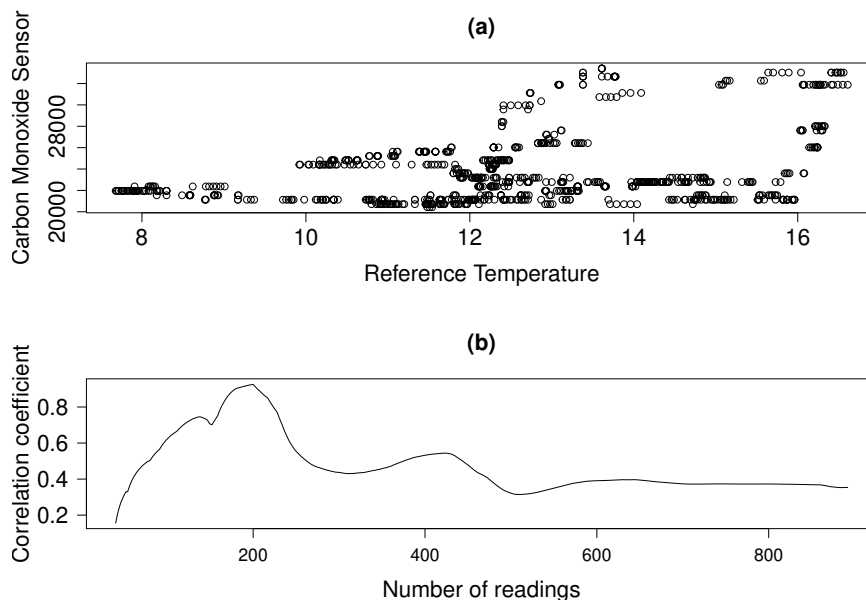 (a)
Carbon Monoxide Sensor
28000
20000
8 10 12 14 16
Reference Temperature
(b)
Correlation coefficient
0.8
0.6
0.4
0.2
200 400 600 800
Number of readings